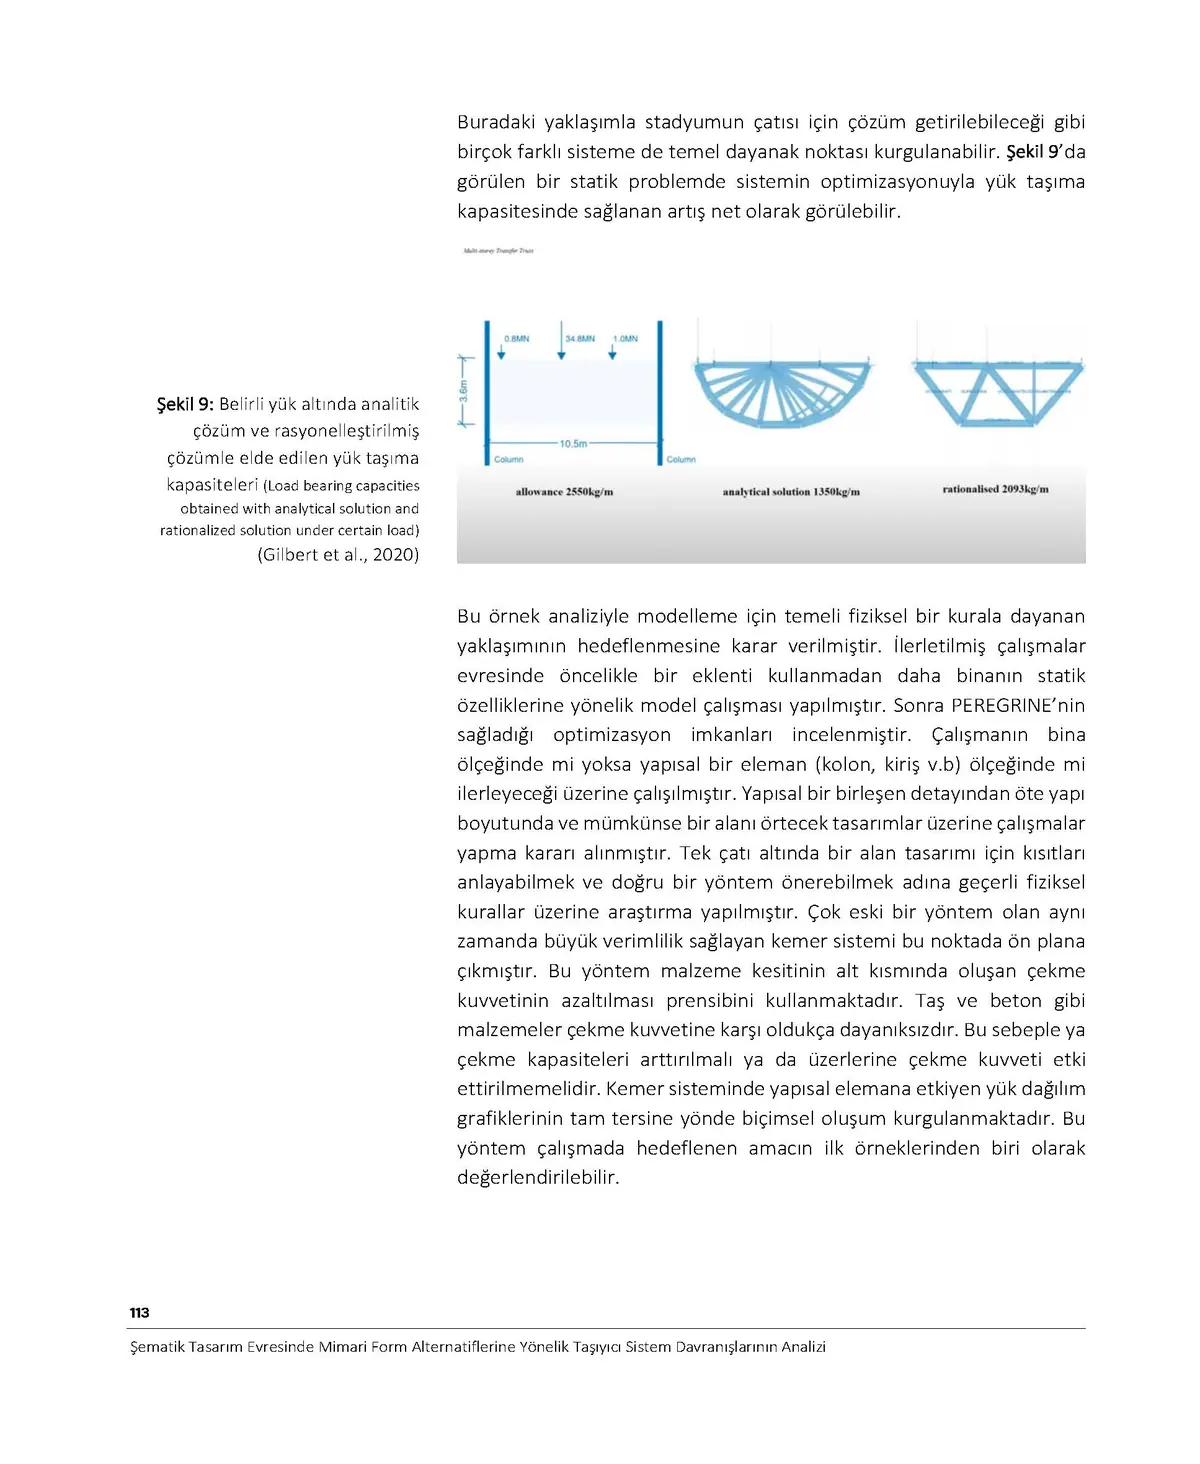 Buradaki yaklaşımla stadyumun çatısı için çözüm getirilebileceği gibi
birçok farklı sisteme de temel dayanak noktası kurgulanabilir. Şekil 9’da
görülen bir statik problemde sistemin optimizasyonuyla yük taşıma
kapasitesinde sağlanan artış net olarak görülebilir.
Multi-storey Transfer Truss
0.8MN
34.8MN
1.0MN
3.6m
10.5m
Column
Column
allowance 2550kg/m
analytical solution 1350kg/m
rationalised 2093kg/m
Şekil 9: Belirli yük altında analitik
çözüm ve rasyonelleştirilmiş
çözümle elde edilen yük taşıma
kapasiteleri (Load bearing capacities
obtained with analytical solution and
rationalized solution under certain load)
(Gilbert et al., 2020)
Bu örnek analiziyle modelleme için temeli fiziksel bir kurala dayanan
yaklaşımının hedeflenmesine karar verilmiştir. İlerletilmiş çalışmalar
evresinde öncelikle bir eklenti kullanmadan daha binanın statik
özelliklerine yönelik model çalışması yapılmıştır. Sonra PEREGRINE’nin
sağladığı optimizasyon imkanları incelenmiştir. Çalışmanın bina
ölçeğinde mi yoksa yapısal bir eleman (kolon, kiriş v.b) ölçeğinde mi
ilerleyeceği üzerine çalışılmıştır. Yapısal bir birleşen detayından öte yapı
boyutunda ve mümkünse bir alanı örtecek tasarımlar üzerine çalışmalar
yapma kararı alınmıştır. Tek çatı altında bir alan tasarımı için kısıtları
anlayabilmek ve doğru bir yöntem önerebilmek adına geçerli fiziksel
kurallar üzerine araştırma yapılmıştır. Çok eski bir yöntem olan aynı
zamanda büyük verimlilik sağlayan kemer sistemi bu noktada ön plana
çıkmıştır. Bu yöntem malzeme kesitinin alt kısmında oluşan çekme
kuvvetinin azaltılması prensibini kullanmaktadır. Taş ve beton gibi
malzemeler çekme kuvvetine karşı oldukça dayanıksızdır. Bu sebeple ya
çekme kapasiteleri arttırılmalı ya da üzerlerine çekme kuvveti etki
ettirilmemelidir. Kemer sisteminde yapısal elemana etkiyen yük dağılım
grafiklerinin tam tersine yönde biçimsel oluşum kurgulanmaktadır. Bu
yöntem çalışmada hedeflenen amacın ilk örneklerinden biri olarak
değerlendirilebilir.
113
Şematik Tasarım Evresinde Mimari Form Alternatiflerine Yönelik Taşıyıcı Sistem Davranışlarının Analizi